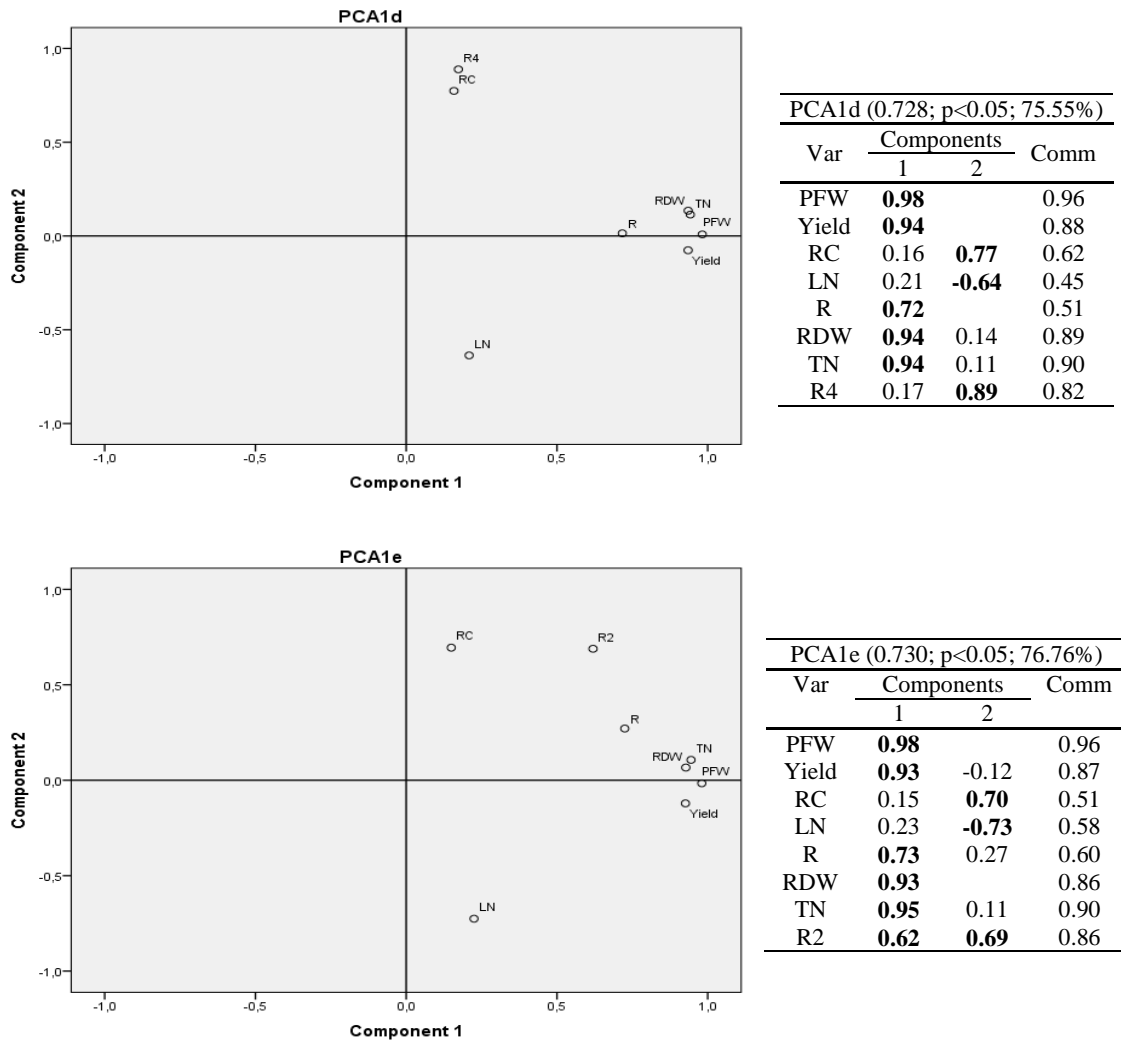 PCA1d
1,0
0,5
0,0
-0,5
-1,0
Component 2
R4
RC
RDW TN
R PFW
Yield
LN
-1,0 -0,5 0,0 0,5 1,0
Component 1
PCA1d (0.728; p<0.05; 75.55%)
Var Components Comm
1 2
PFW 0.98 0.96
Yield 0.94 0.88
RC 0.16 0.77 0.62
LN 0.21 -0.64 0.45
R 0.72 0.51
RDW 0.94 0.14 0.89
TN 0.94 0.11 0.90
R4 0.17 0.89 0.82
PCA1e
1,0
0,5
0,0
-0,5
-1,0
Component 2
RC R2
R
RDW TN
PFW
Yield
LN
-1,0 -0,5 0,0 0,5 1,0
Component 1
PCA1e (0.730; p<0.05; 76.76%)
Var Components Comm
1 2
PFW 0.98 0.96
Yield 0.93 -0.12 0.87
RC 0.15 0.70 0.51
LN 0.23 -0.73 0.58
R 0.73 0.27 0.60
RDW 0.93 0.86
TN 0.95 0.11 0.90
R2 0.62 0.69 0.86